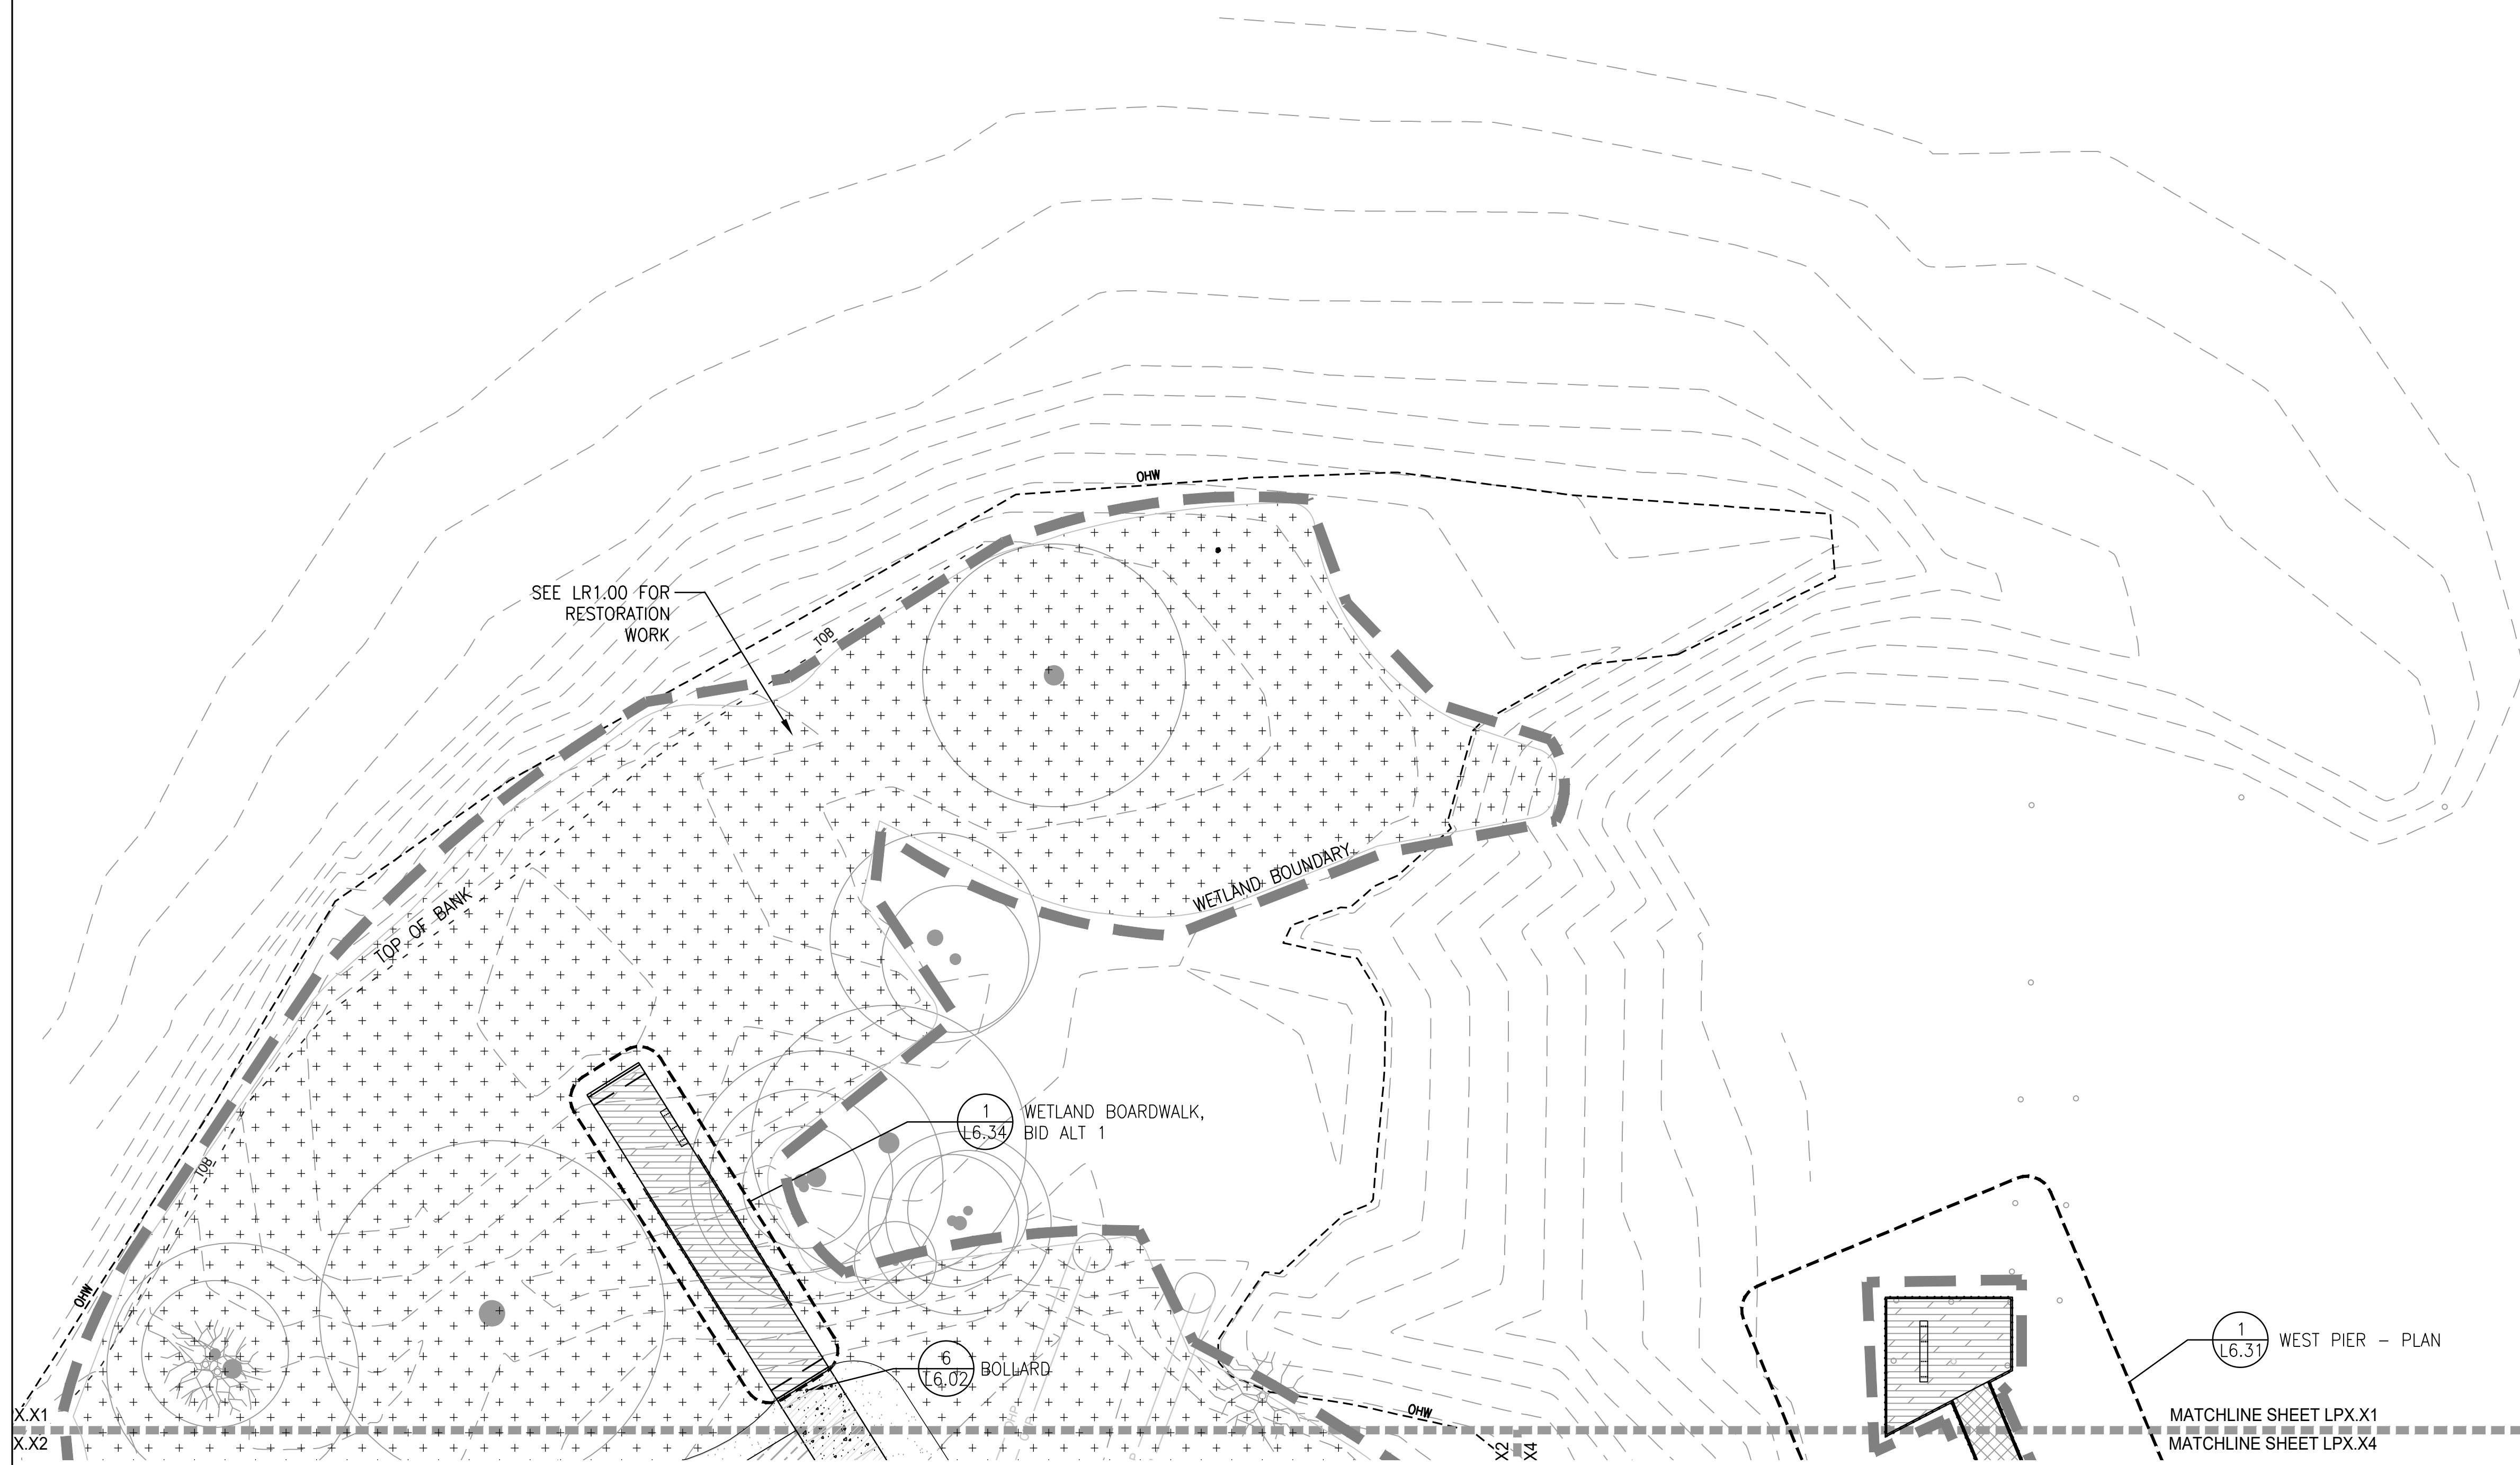 OHW
SEE LR1.00 FOR
RESTORATION
WORK
TOB
WETLAND BOUNDARY
TOP OF BANK
1
L6.34
WETLAND BOARDWALK,
BID ALT 1
TOB
OHW
6
L6.02
BOLLARD
1
L6.31
WEST PIER - PLAN
OHW
X.X1
X.X2
X2
X4
MATCHLINE SHEET LPX.X1
MATCHLINE SHEET LPX.X4